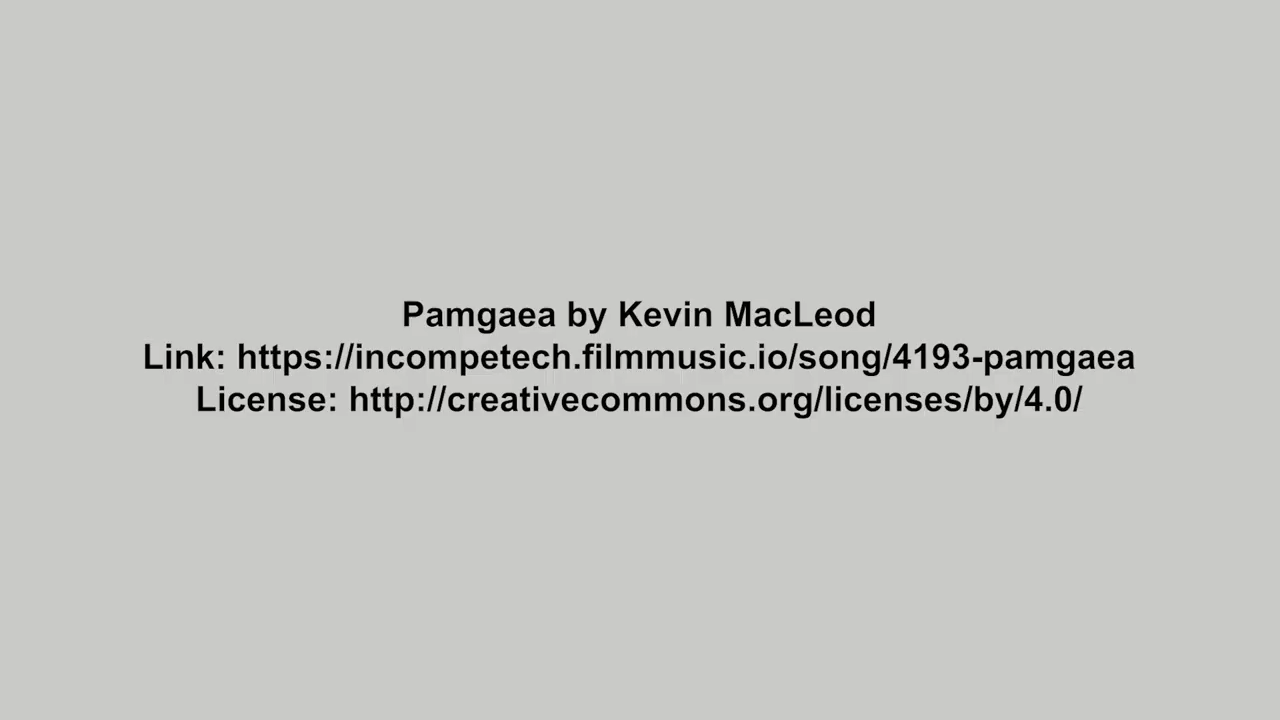 Pamgaea by Kevin MacLeod
Link: https://incompetech.filmmusic.io/song/4193-pamgaea
License: http://creativecommons.org/licenses/by/4.0/